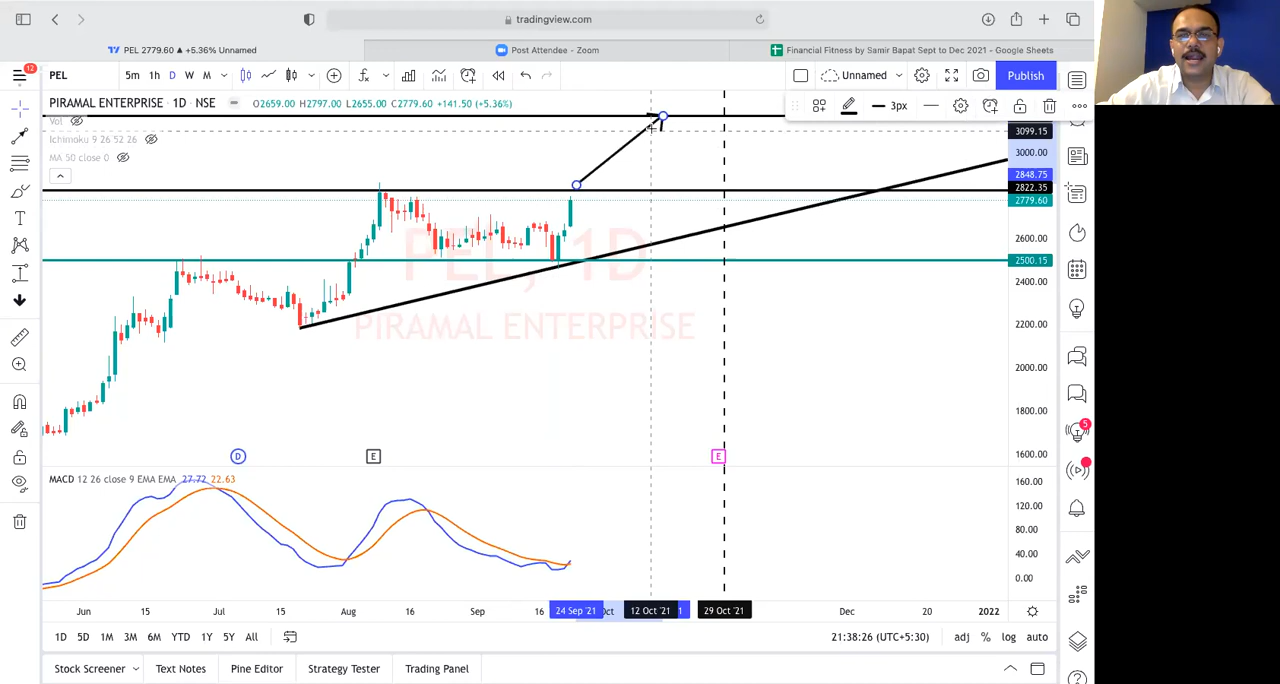 tradingview.com
PEL 2779.60 ▲ +5.36% Unnamed
Post Attendee - Zoom
Financial Fitness by Samir Bapat Sept to Dec 2021 - Google Sheets
12
PEL
5m 1h D W M
Unnamed
Publish
PIRAMAL ENTERPRISE · 1D · NSE
O2659.00 H2797.00 L2655.00 C2779.60 +141.50 (+5.36%)
3px
Vol
Ichimoku 9 26 52 26
MA 50 close 0
3099.15
3000.00
2848.75
2822.35
2779.60
2600.00
2500.15
2400.00
2200.00
2000.00
1800.00
1600.00
PEL, 1D
PIRAMAL ENTERPRISE
D
E
E
5
MACD 12 26 close 9 EMA EMA 27.72 22.63
160.00
120.00
80.00
40.00
0.00
Jun 15 Jul 15 Aug 16 Sep 16 24 Sep '21 Oct 12 Oct '21 1 29 Oct '21 Dec 20 2022
1D 5D 1M 3M 6M YTD 1Y 5Y All
21:38:26 (UTC+5:30)
adj % log auto
Stock Screener
Text Notes
Pine Editor
Strategy Tester
Trading Panel